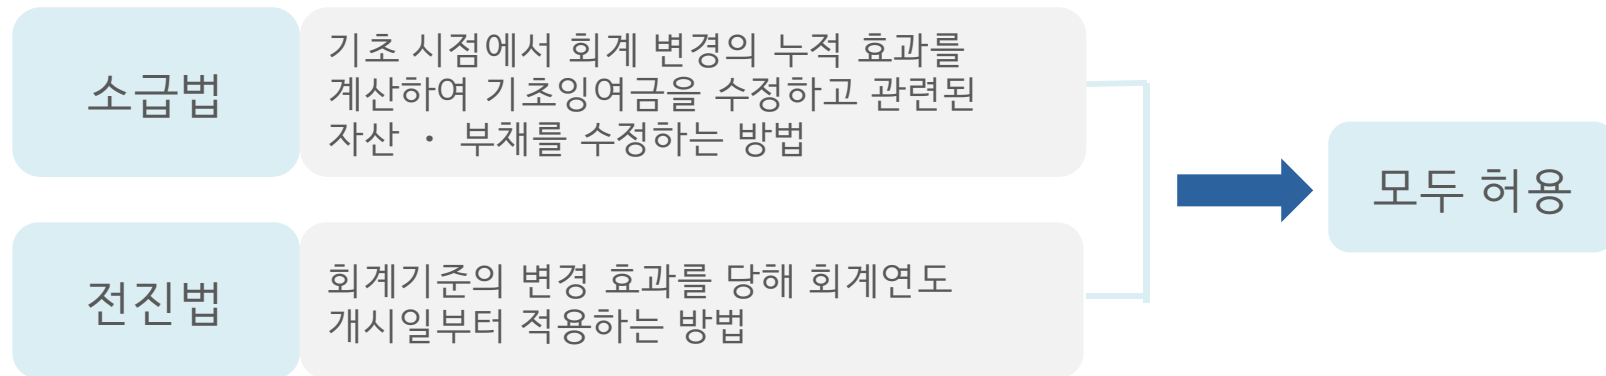 소급법
기초 시점에서 회계 변경의 누적 효과를
계산하여 기초잉여금을 수정하고 관련된
자산 · 부채를 수정하는 방법
전진법
회계기준의 변경 효과를 당해 회계연도
개시일부터 적용하는 방법
모두 허용